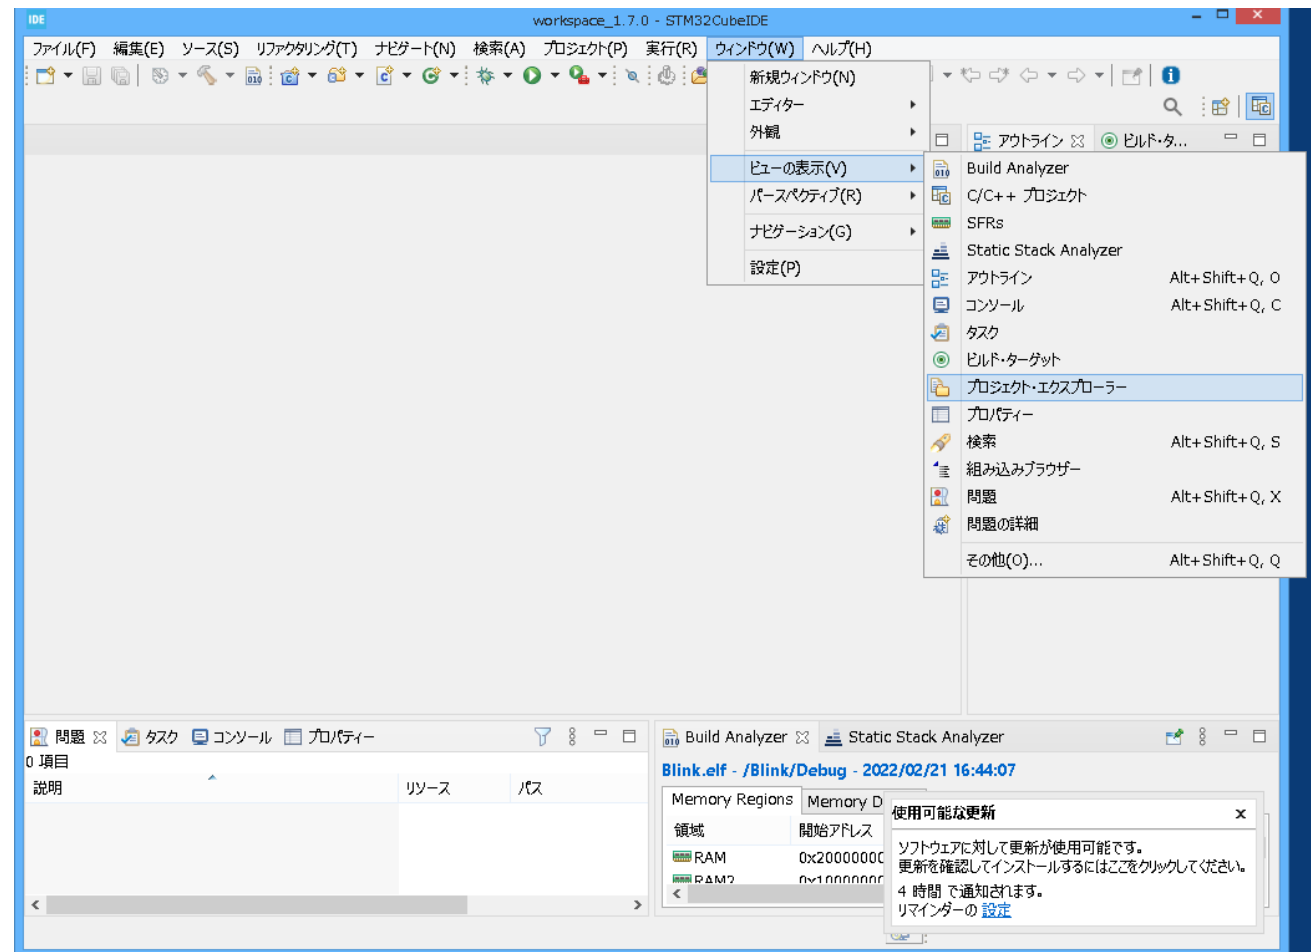 IDE workspace_1.7.0 - STM32CubeIDE
ファイル(F) 編集(E) ソース(S) リファクタリング(T) ナビゲート(N) 検索(A) プロジェクト(P) 実行(R) ウィンドウ(W) ヘルプ(H)
新規ウィンドウ(N)
エディター
外観
ビューの表示(V)
パースペクティブ(R)
ナビゲーション(G)
設定(P)
アウトライン ビルド・タ...
Build Analyzer
C/C++ プロジェクト
SFRs
Static Stack Analyzer
アウトライン Alt+Shift+Q, O
コンソール Alt+Shift+Q, C
タスク
ビルド・ターゲット
プロジェクト・エクスプローラー
プロパティー
検索 Alt+Shift+Q, S
組み込みブラウザー
問題 Alt+Shift+Q, X
問題の詳細
その他(O)... Alt+Shift+Q, Q
問題 タスク コンソール プロパティー
0 項目
説明 リソース パス
Build Analyzer Static Stack Analyzer
Blink.elf - /Blink/Debug - 2022/02/21 16:44:07
Memory Regions Memory D
領域 開始アドレス
RAM 0x20000000
RAM2 0x10000000
使用可能な更新
ソフトウェアに対して更新が使用可能です。
更新を確認してインストールするにはここをクリックしてください。
4 時間 で通知されます。
リマインダーの 設定